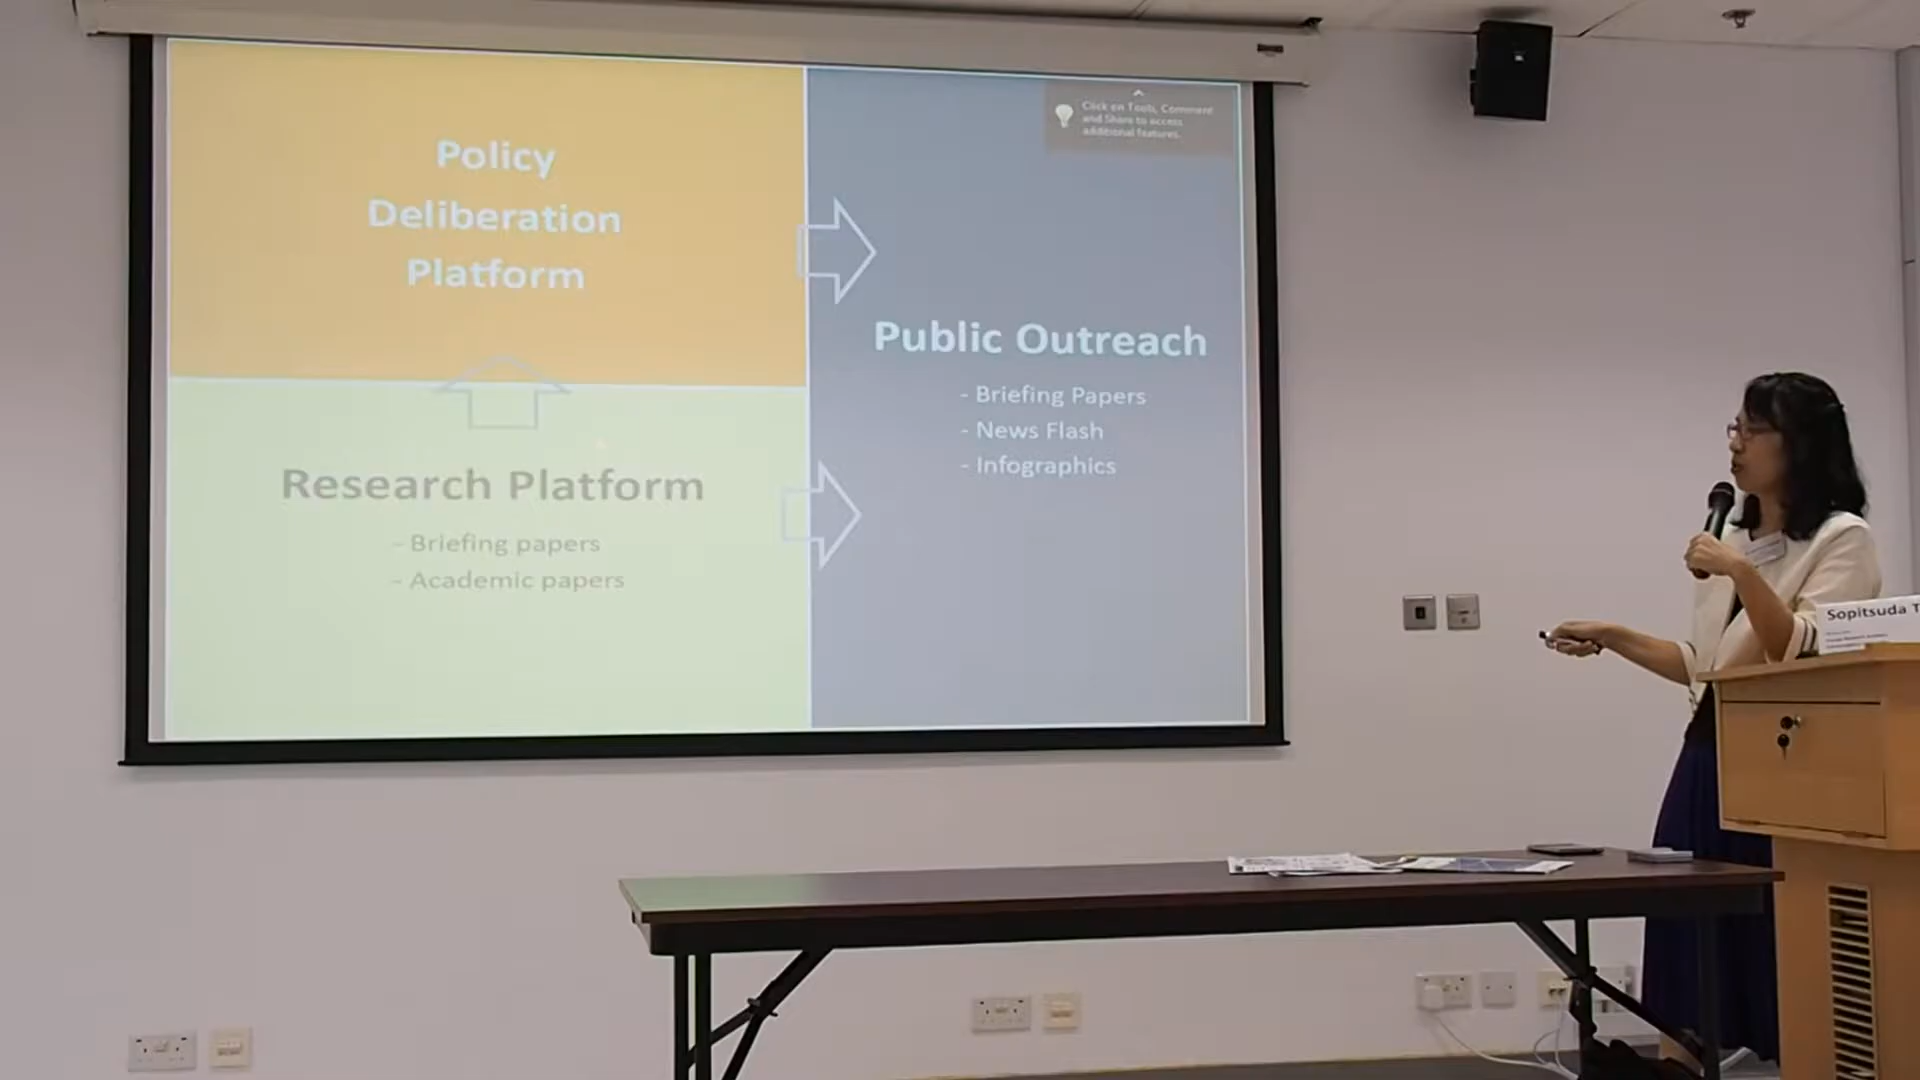 Policy
Deliberation
Platform
Research Platform
- Briefing papers
- Academic papers
Click on Tools, Comment
and Share to access
additional features.
Public Outreach
- Briefing Papers
- News Flash
- Infographics
Sopitsuda T